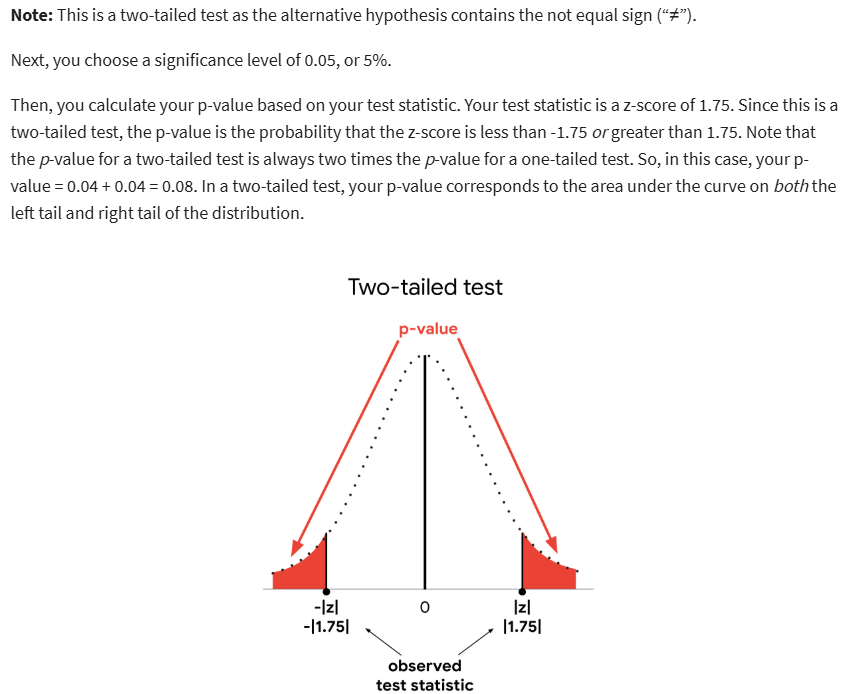 Note: This is a two-tailed test as the alternative hypothesis contains the not equal sign (“≠”).
Next, you choose a significance level of 0.05, or 5%.
Then, you calculate your p-value based on your test statistic. Your test statistic is a z-score of 1.75. Since this is a
two-tailed test, the p-value is the probability that the z-score is less than -1.75 or greater than 1.75. Note that
the p-value for a two-tailed test is always two times the p-value for a one-tailed test. So, in this case, your p-
value = 0.04 + 0.04 = 0.08. In a two-tailed test, your p-value corresponds to the area under the curve on both the
left tail and right tail of the distribution.
Two-tailed test
p-value
-|z| 0 |z|
-|1.75| |1.75|
observed
test statistic